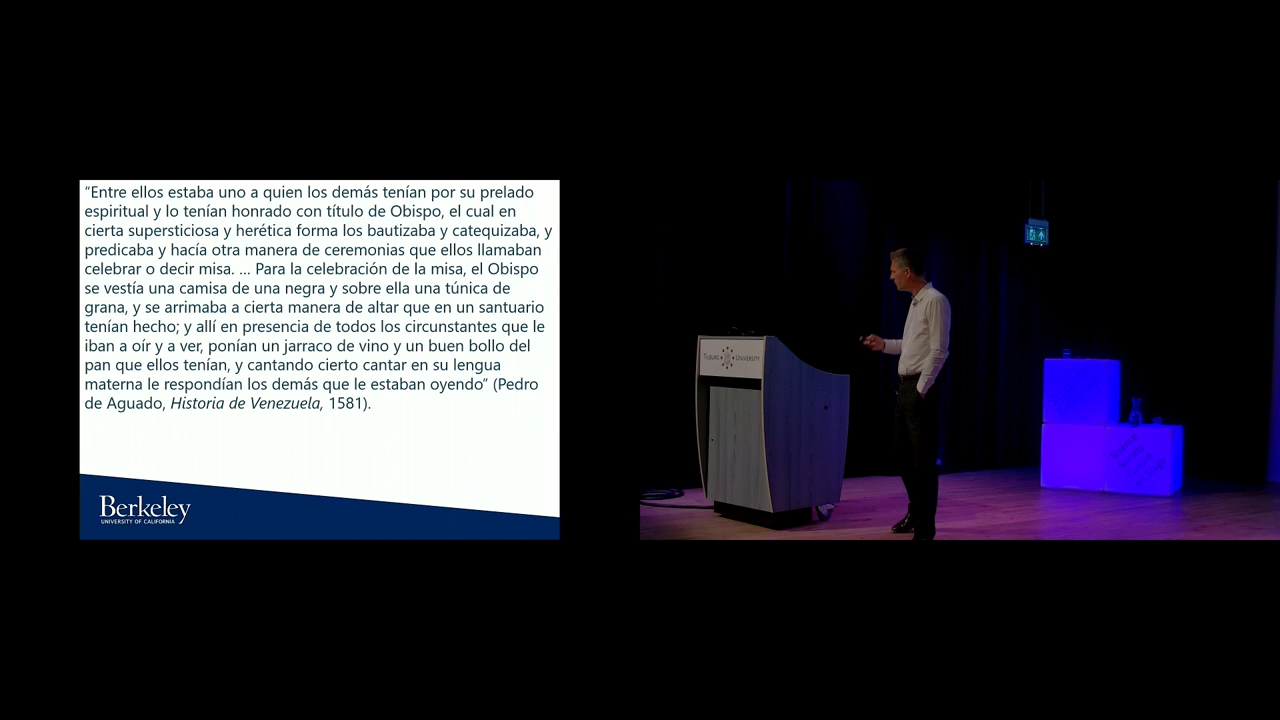 “Entre ellos estaba uno a quien los demás tenían por su prelado
espiritual y lo tenían honrado con título de Obispo, el cual en
cierta supersticiosa y herética forma los bautizaba y catequizaba, y
predicaba y hacía otra manera de ceremonias que ellos llamaban
celebrar o decir misa. ... Para la celebración de la misa, el Obispo
se vestía una camisa de una negra y sobre ella una túnica de
grana, y se arrimaba a cierta manera de altar que en un santuario
tenían hecho; y allí en presencia de todos los circunstantes que le
iban a oír y a ver, ponían un jarraco de vino y un buen bollo del
pan que ellos tenían, y cantando cierto cantar en su lengua
materna le respondían los demás que le estaban oyendo” (Pedro
de Aguado, Historia de Venezuela, 1581).
Berkeley
UNIVERSITY OF CALIFORNIA
TILBURG UNIVERSITY